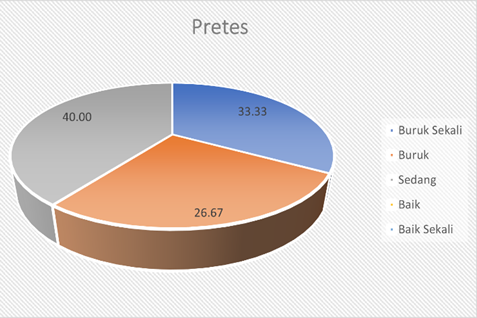 Pretes
33.33
40.00
26.67
Buruk Sekali
Buruk
Sedang
Baik
Baik Sekali